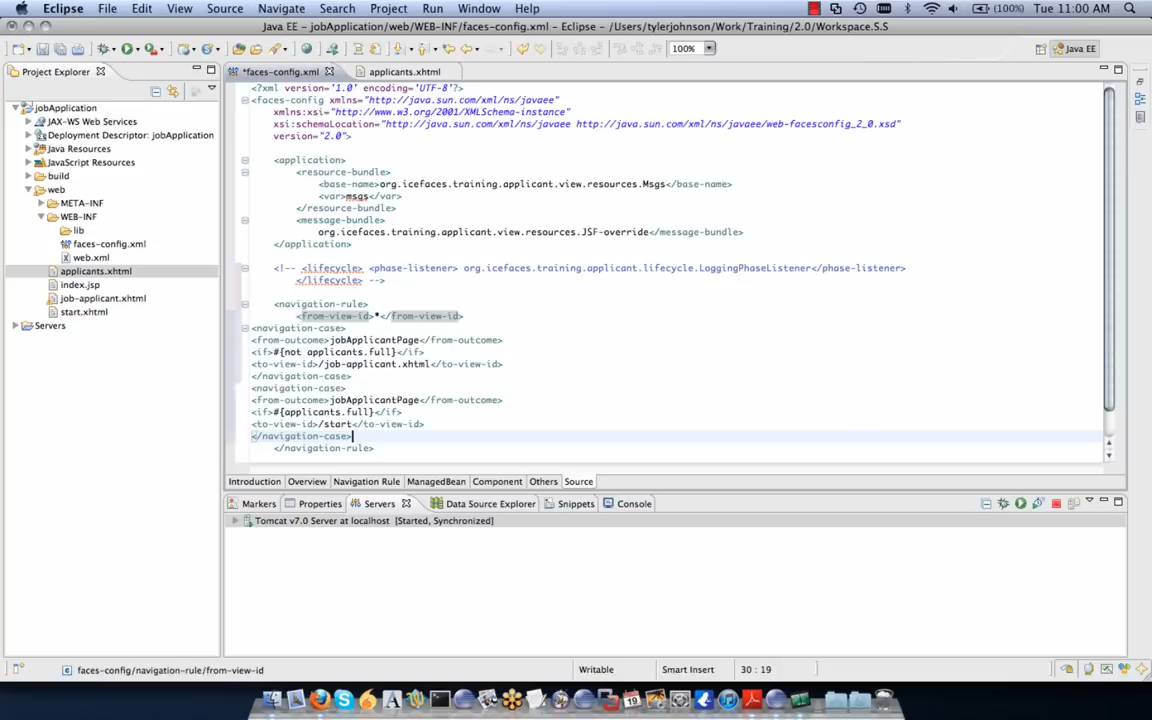 Eclipse File Edit View Source Navigate Search Project Run Window Help (100%) Tue 11:00 AM
Java EE - jobApplication/web/WEB-INF/faces-config.xml - Eclipse - /Users/tylerjohnson/Work/Training/2.0/Workspace.S.S
100% Java EE
Project Explorer
*faces-config.xml applicants.xhtml
jobApplication
JAX-WS Web Services
Deployment Descriptor: jobApplication
Java Resources
JavaScript Resources
build
web
META-INF
WEB-INF
lib
faces-config.xml
web.xml
applicants.xhtml
index.jsp
job-applicant.xhtml
start.xhtml
Servers
<?xml version='1.0' encoding='UTF-8'?>
<faces-config xmlns="http://java.sun.com/xml/ns/javaee"
xmlns:xsi="http://www.w3.org/2001/XMLSchema-instance"
xsi:schemaLocation="http://java.sun.com/xml/ns/javaee http://java.sun.com/xml/ns/javaee/web-facesconfig_2_0.xsd"
version="2.0">
<application>
<resource-bundle>
<base-name>org.icefaces.training.applicant.view.resources.Msgs</base-name>
<var>msgs</var>
</resource-bundle>
<message-bundle>
org.icefaces.training.applicant.view.resources.JSF-override</message-bundle>
</application>
<!-- <lifecycle> <phase-listener> org.icefaces.training.applicant.lifecycle.LoggingPhaseListener</phase-listener>
</lifecycle> -->
<navigation-rule>
<from-view-id>*</from-view-id>
<navigation-case>
<from-outcome>jobApplicantPage</from-outcome>
<if>#{not applicants.full}</if>
<to-view-id>/job-applicant.xhtml</to-view-id>
</navigation-case>
<navigation-case>
<from-outcome>jobApplicantPage</from-outcome>
<if>#{applicants.full}</if>
<to-view-id>/start</to-view-id>
</navigation-case>
</navigation-rule>
Introduction Overview Navigation Rule ManagedBean Component Others Source
Markers Properties Servers Data Source Explorer Snippets Console
Tomcat v7.0 Server at localhost [Started, Synchronized]
faces-config/navigation-rule/from-view-id Writable Smart Insert 30 : 19
19